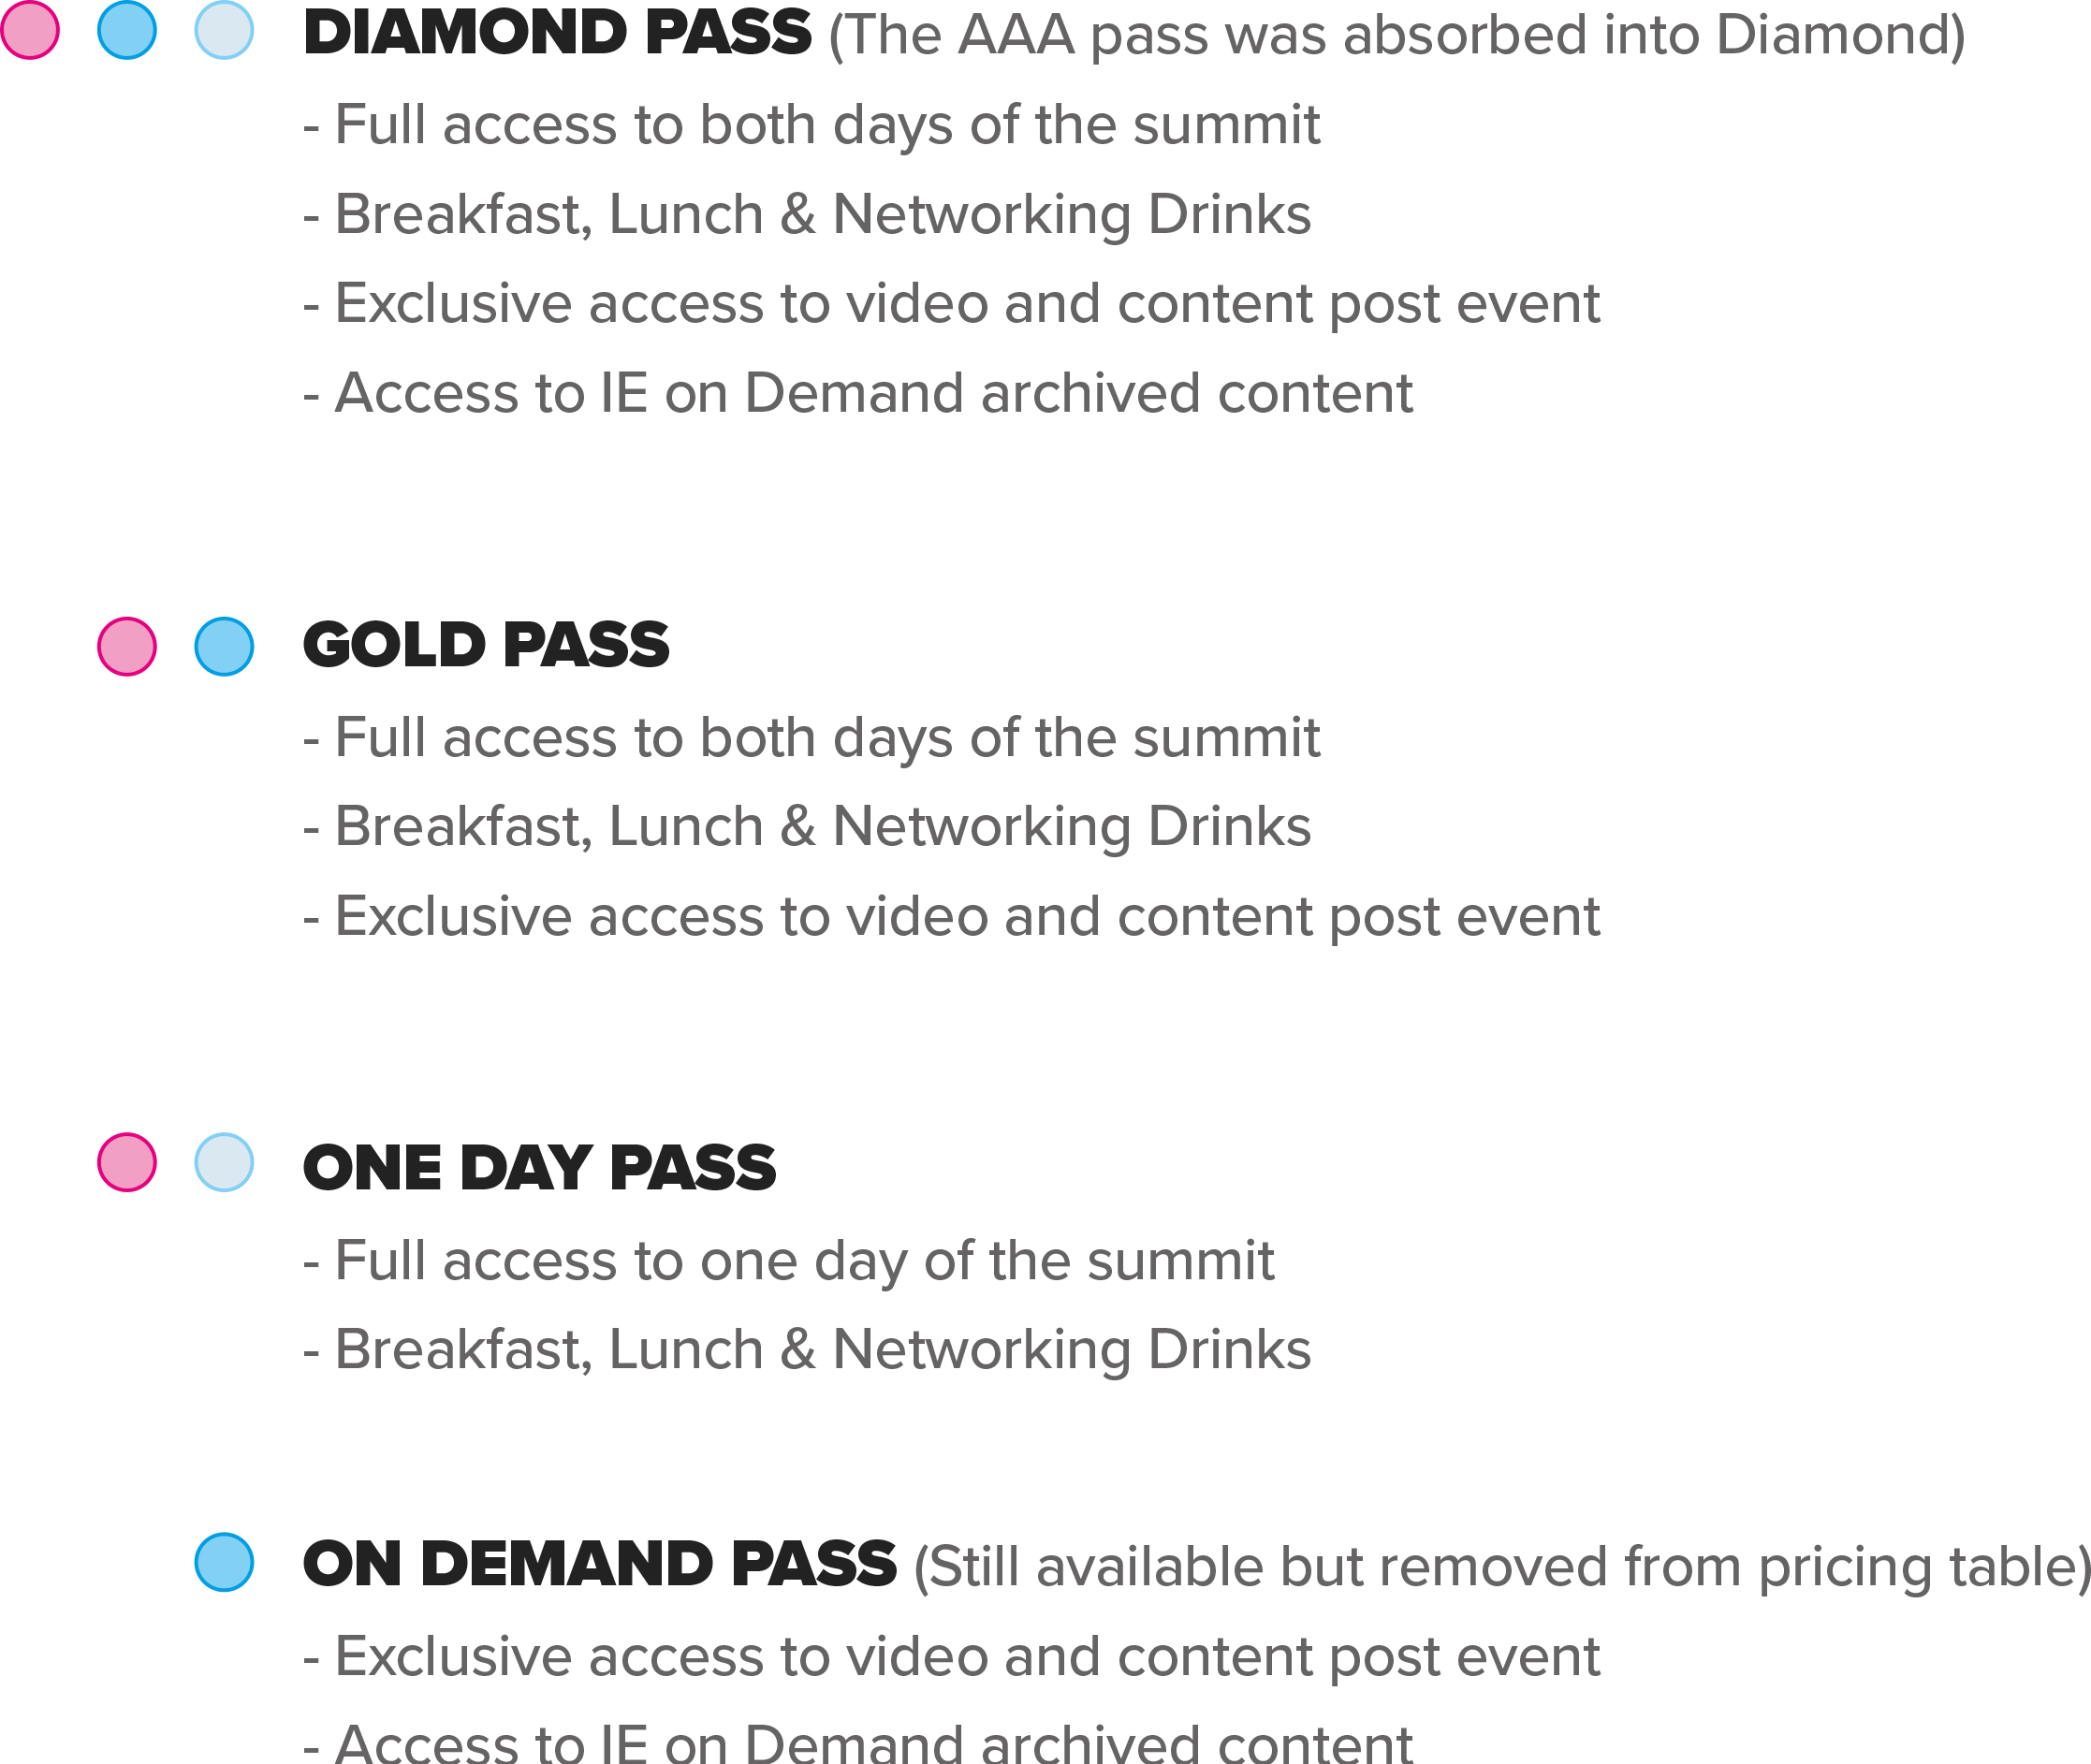 DIAMOND PASS (The AAA pass was absorbed into Diamond)
- Full access to both days of the summit
- Breakfast, Lunch & Networking Drinks
- Exclusive access to video and content post event
- Access to IE on Demand archived content
GOLD PASS
- Full access to both days of the summit
- Breakfast, Lunch & Networking Drinks
- Exclusive access to video and content post event
ONE DAY PASS
- Full access to one day of the summit
- Breakfast, Lunch & Networking Drinks
ON DEMAND PASS (Still available but removed from pricing table)
- Exclusive access to video and content post event
- Access to IE on Demand archived content